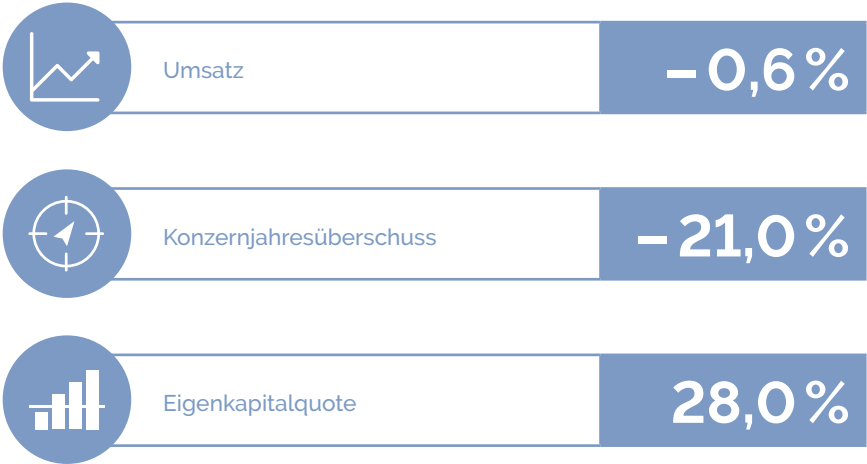 Umsatz – 0,6 %
Konzernjahresüberschuss – 21,0 %
Eigenkapitalquote 28,0 %